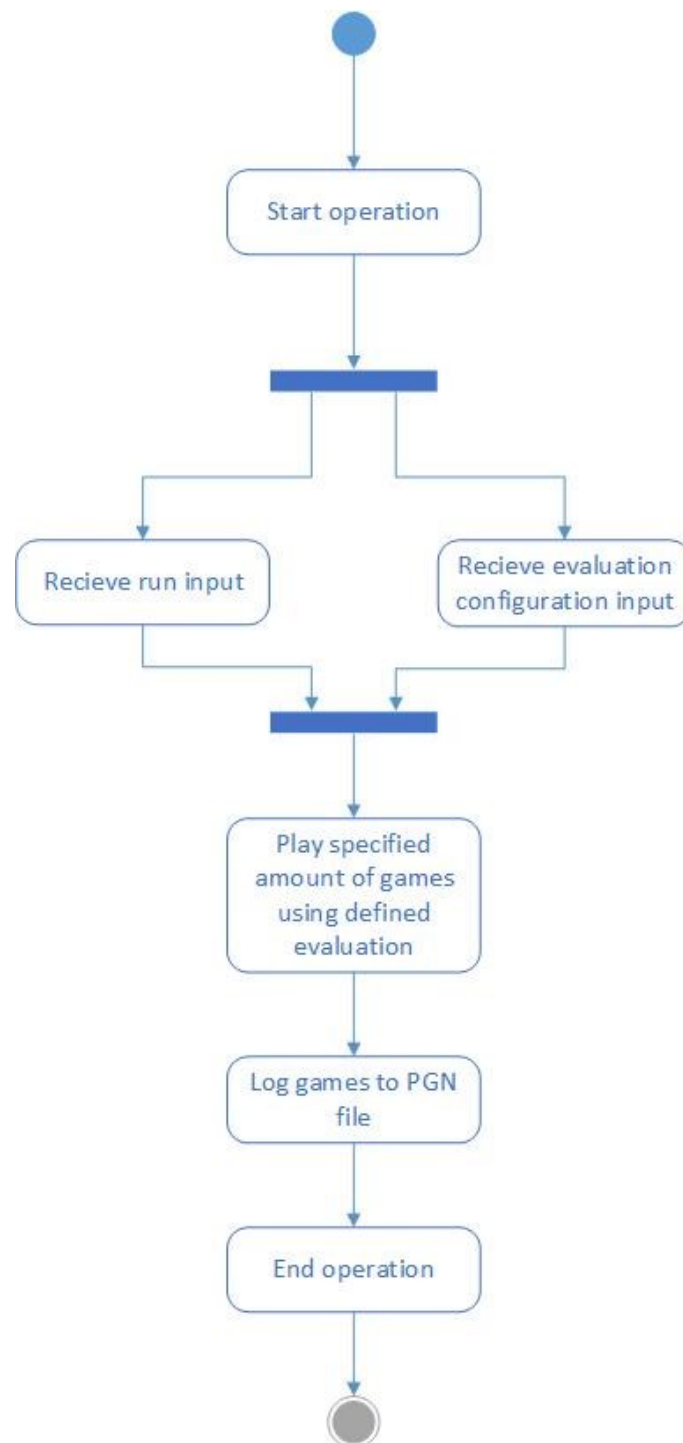 Start operation
Recieve run input
Recieve evaluation
configuration input
Play specified
amount of games
using defined
evaluation
Log games to PGN
file
End operation